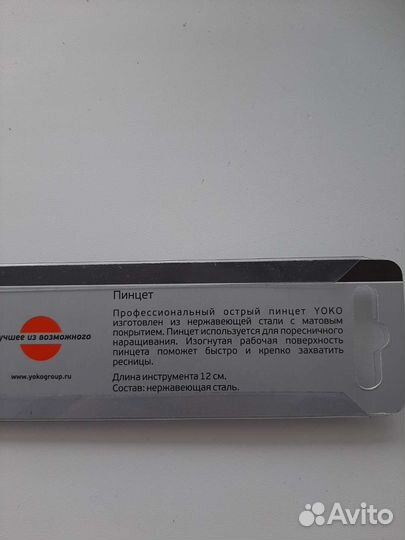 Пинцет
Профессиональный острый пинцет YOKO
изготовлен из нержавеющей стали с матовым
покрытием. Пинцет используется для поресничного
наращивания. Изогнутая рабочая поверхность
пинцета поможет быстро и крепко захватить
ресницы.
Длина инструмента 12 см.
Состав: нержавеющая сталь.
учшее из возможного
www.yokogroup.ru
Avito